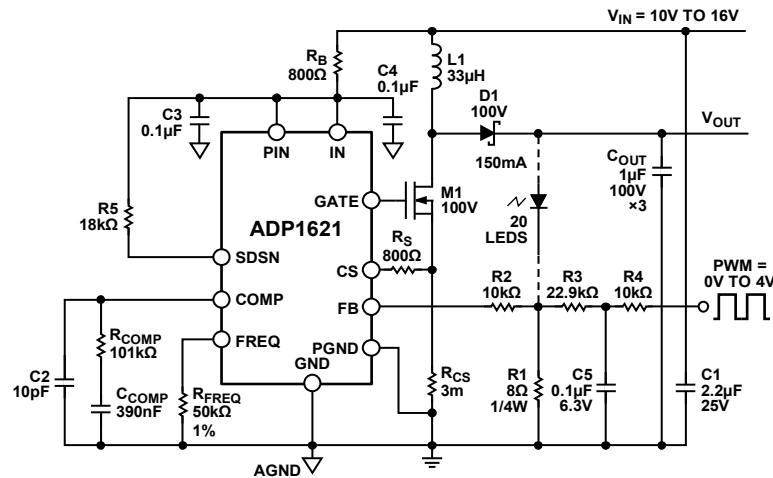 VIN = 10V TO 16V
RB
800Ω
L1
33µH
C4
0.1µF
C3
0.1µF
D1
100V
VOUT
PIN
IN
150mA
COUT
1µF
100V
×3
GATE
M1
100V
R5
18kΩ
ADP1621
20
LEDS
RS
800Ω
SDSN
CS
PWM =
0V TO 4V
R2
10kΩ
R3
22.9kΩ
R4
10kΩ
COMP
FB
RCOMP
101kΩ
FREQ
PGND
GND
C2
10pF
CCOMP
390nF
RFREQ
50kΩ
1%
RCS
3m
R1
8Ω
1/4W
C5
0.1µF
6.3V
C1
2.2µF
25V
AGND